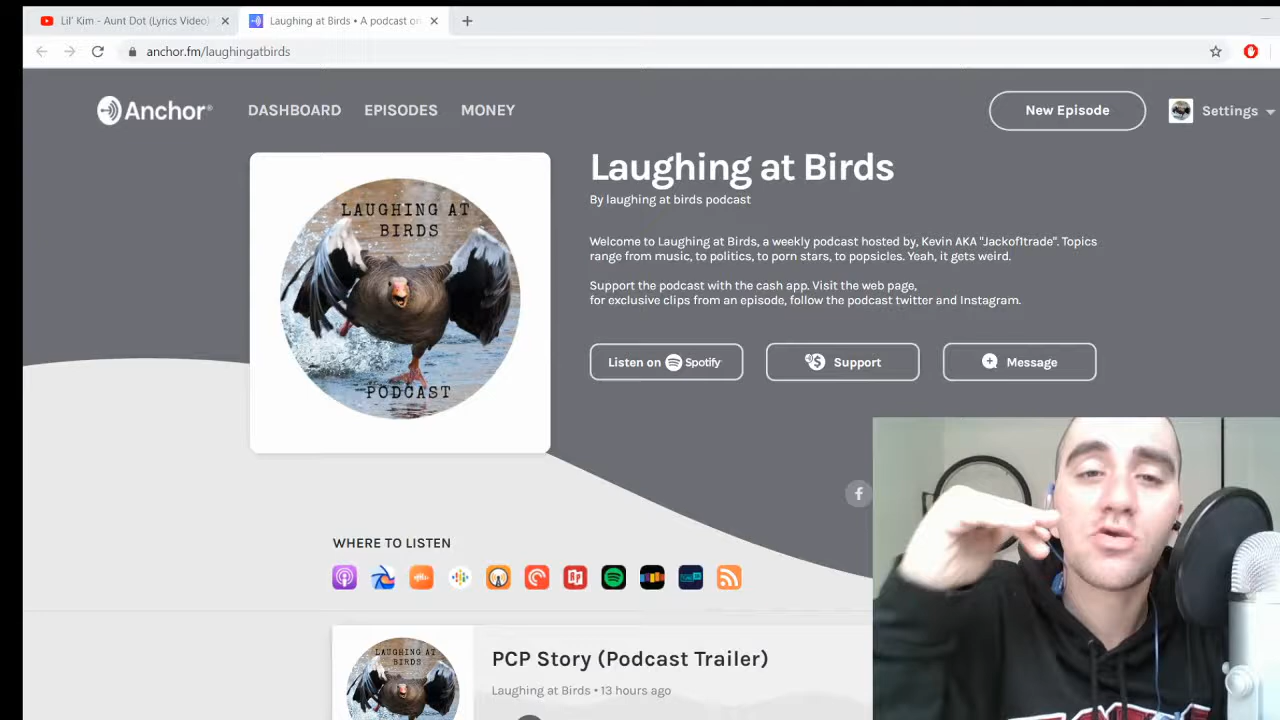 Lil' Kim - Aunt Dot (Lyrics Video)
Laughing at Birds • A podcast on
anchor.fm/laughingatbirds
Anchor®
DASHBOARD
EPISODES
MONEY
New Episode
Settings
LAUGHING AT
BIRDS
PODCAST
Laughing at Birds
By laughing at birds podcast
Welcome to Laughing at Birds, a weekly podcast hosted by, Kevin AKA "Jackof1trade". Topics
range from music, to politics, to porn stars, to popsicles. Yeah, it gets weird.
Support the podcast with the cash app. Visit the web page,
for exclusive clips from an episode, follow the podcast twitter and Instagram.
Listen on Spotify
Support
Message
WHERE TO LISTEN
LAUGHING AT
BIRDS
PCP Story (Podcast Trailer)
Laughing at Birds • 13 hours ago